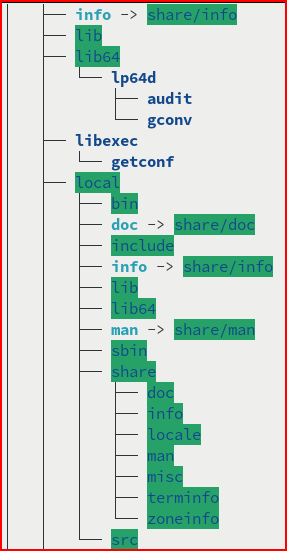 info -> share/info
lib
lib64
lp64d
audit
gconv
libexec
getconf
local
bin
doc -> share/doc
include
info -> share/info
lib
lib64
man -> share/man
sbin
share
doc
info
locale
man
misc
terminfo
zoneinfo
src